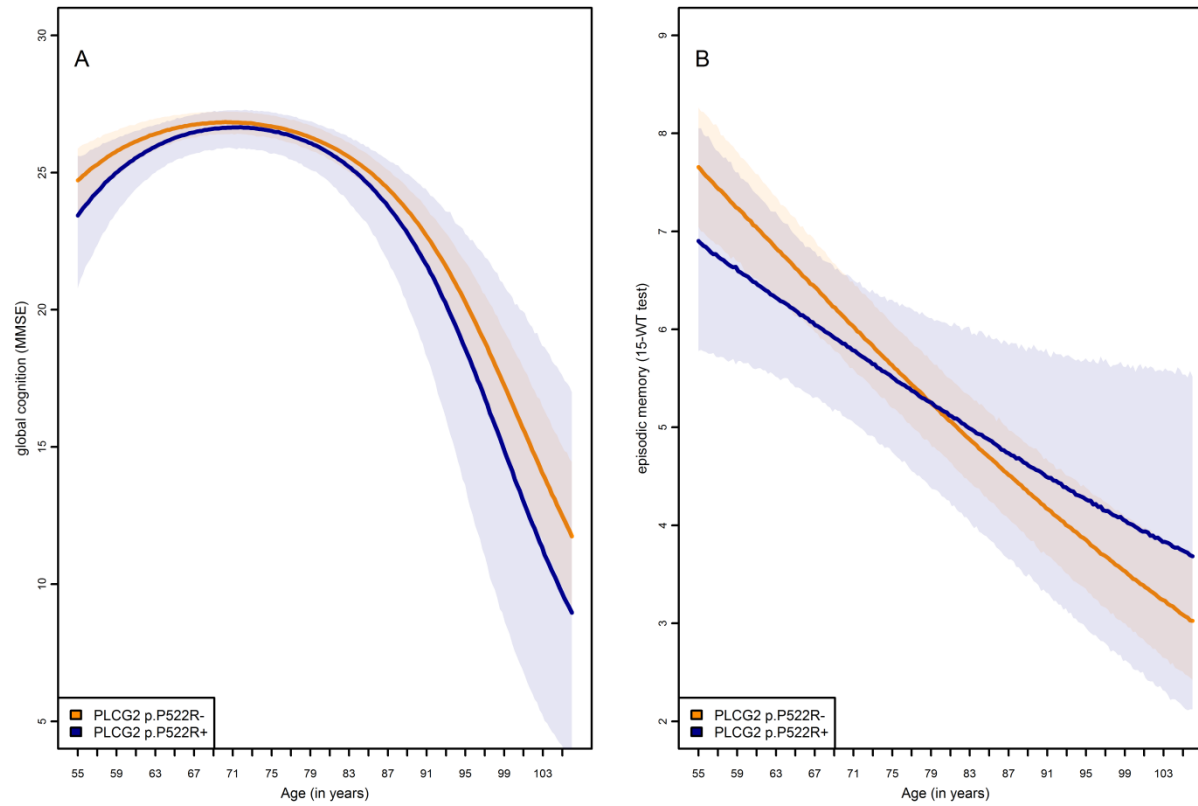 A
30
25
20
15
10
5
global cognition (MMSE)
PLCG2 p.P522R-
PLCG2 p.P522R+
55 59 63 67 71 75 79 83 87 91 95 99 103
Age (in years)
B
9
8
7
6
5
4
3
2
episodic memory (15-WT test)
PLCG2 p.P522R-
PLCG2 p.P522R+
55 59 63 67 71 75 79 83 87 91 95 99 103
Age (in years)